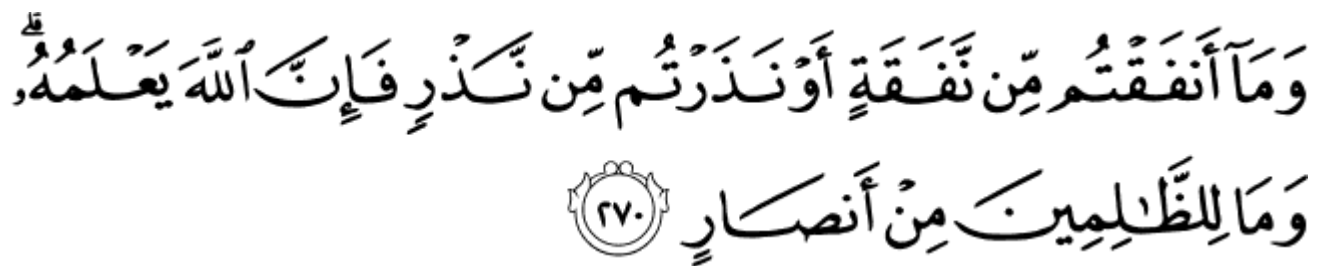 وَمَآ أَنفَقْتُم مِّن نَّفَقَةٍ أَوْ نَذَرْتُم مِّن نَّذْرٍ فَإِنَّ ٱللَّهَ يَعْلَمُهُۥ ۗ
وَمَا لِلظَّـٰلِمِينَ مِنْ أَنصَارٍ ٢٧٠